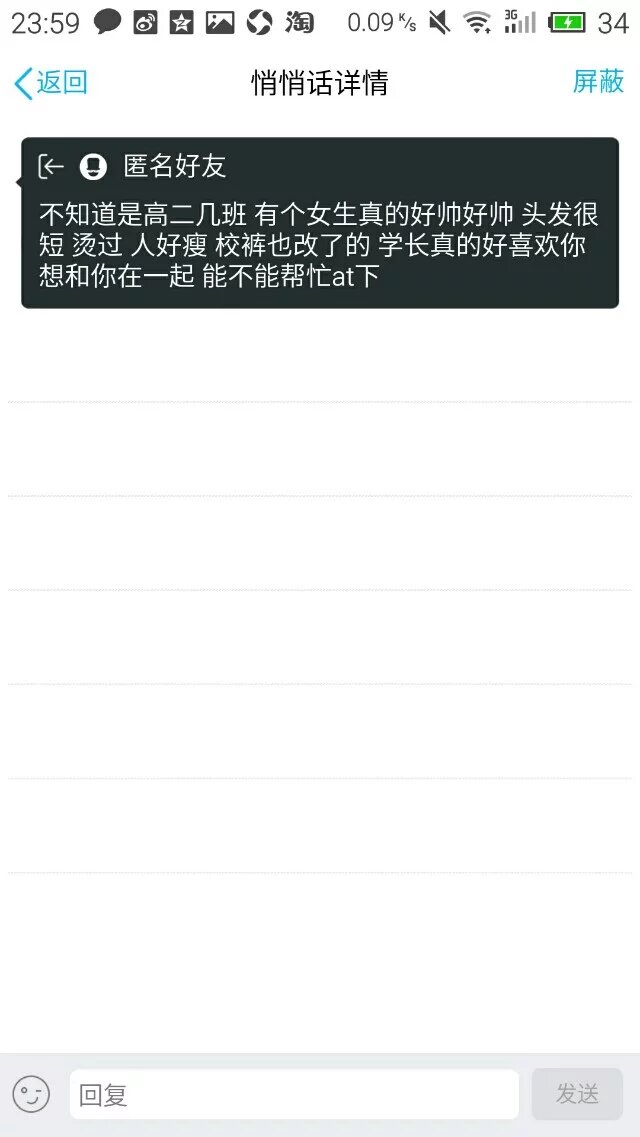 23:59 淘 0.09 K/s 3G 34
返回 悄悄话详情 屏蔽
匿名好友
不知道是高二几班 有个女生真的好帅好帅 头发很
短 烫过 人好瘦 校裤也改了的 学长真的好喜欢你
想和你在一起 能不能帮忙at下
回复 发送